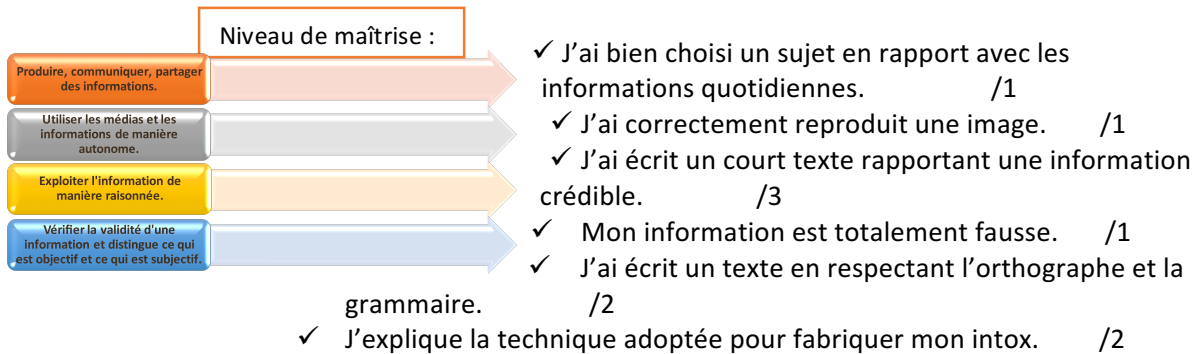 Niveau de maîtrise :
Produire, communiquer, partager
des informations.
Utiliser les médias et les
informations de manière
autonome.
Exploiter l'information de
manière raisonnée.
Vérifier la validité d'une
information et distingue ce qui
est objectif et ce qui est subjectif.
✓ J'ai bien choisi un sujet en rapport avec les
informations quotidiennes. /1
✓ J'ai correctement reproduit une image. /1
✓ J'ai écrit un court texte rapportant une information
crédible. /3
✓ Mon information est totalement fausse. /1
✓ J'ai écrit un texte en respectant l'orthographe et la
grammaire. /2
✓ J'explique la technique adoptée pour fabriquer mon intox. /2